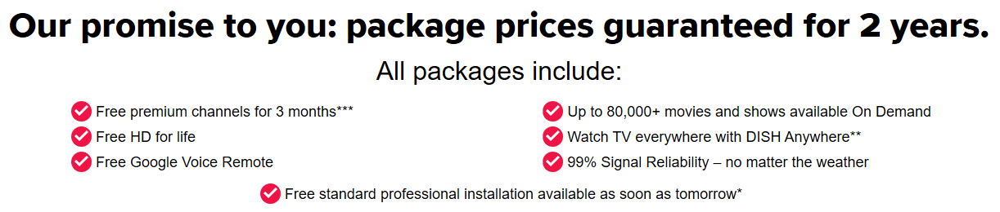 Our promise to you: package prices guaranteed for 2 years.
All packages include:
Free premium channels for 3 months***
Free HD for life
Free Google Voice Remote
Up to 80,000+ movies and shows available On Demand
Watch TV everywhere with DISH Anywhere**
99% Signal Reliability – no matter the weather
Free standard professional installation available as soon as tomorrow*